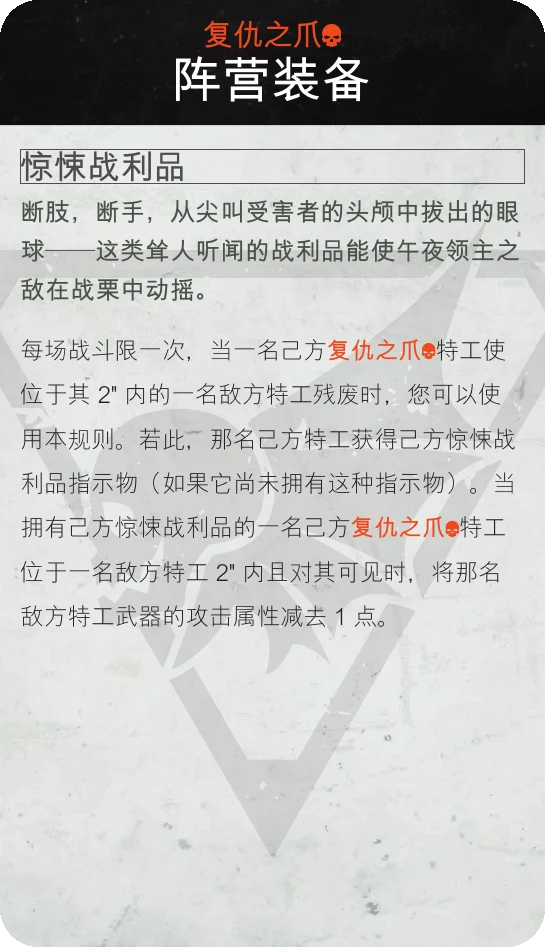 复仇之爪
阵营装备
惊悚战利品
断肢，断手，从尖叫受害者的头颅中拔出的眼
球——这类耸人听闻的战利品能使午夜领主之
敌在战栗中动摇。
每场战斗限一次，当一名己方复仇之爪特工使
位于其 2" 内的一名敌方特工残废时，您可以使
用本规则。若此，那名己方特工获得己方惊悚战
利品指示物（如果它尚未拥有这种指示物）。当
拥有己方惊悚战利品的一名己方复仇之爪特工
位于一名敌方特工 2" 内且对其可见时，将那名
敌方特工武器的攻击属性减去 1 点。